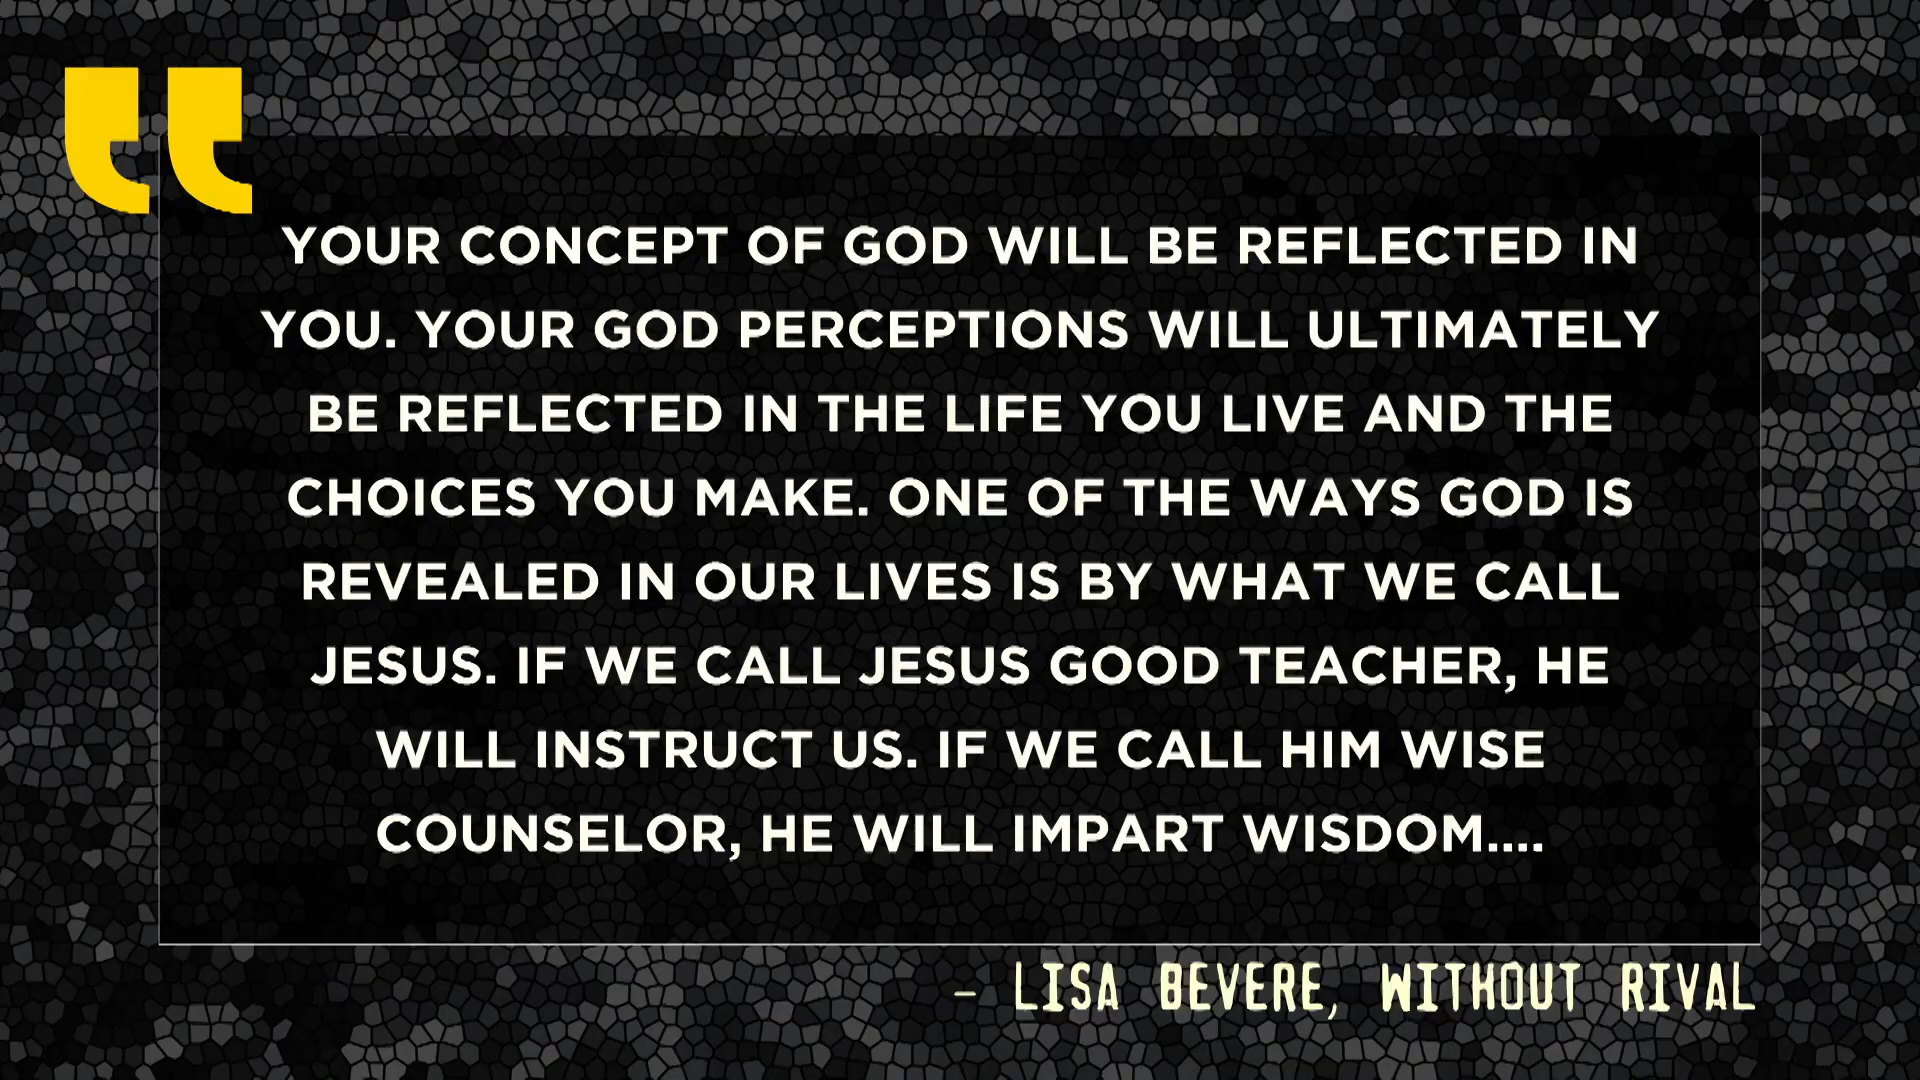 YOUR CONCEPT OF GOD WILL BE REFLECTED IN
YOU. YOUR GOD PERCEPTIONS WILL ULTIMATELY
BE REFLECTED IN THE LIFE YOU LIVE AND THE
CHOICES YOU MAKE. ONE OF THE WAYS GOD IS
REVEALED IN OUR LIVES IS BY WHAT WE CALL
JESUS. IF WE CALL JESUS GOOD TEACHER, HE
WILL INSTRUCT US. IF WE CALL HIM WISE
COUNSELOR, HE WILL IMPART WISDOM....
– LISA BEVERE, WITHOUT RIVAL